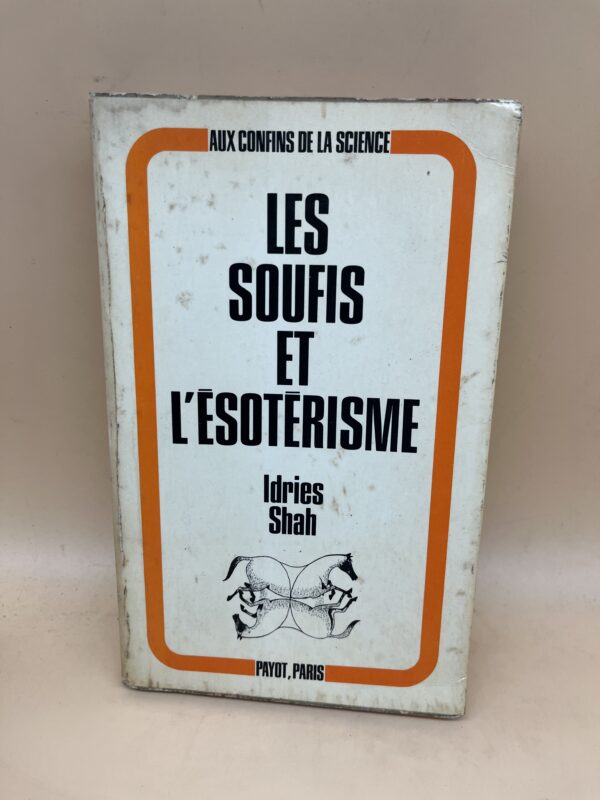 AUX CONFINS DE LA SCIENCE
LES
SOUFIS
ET
L'ÉSOTÉRISME
Idries
Shah
PAYOT, PARIS